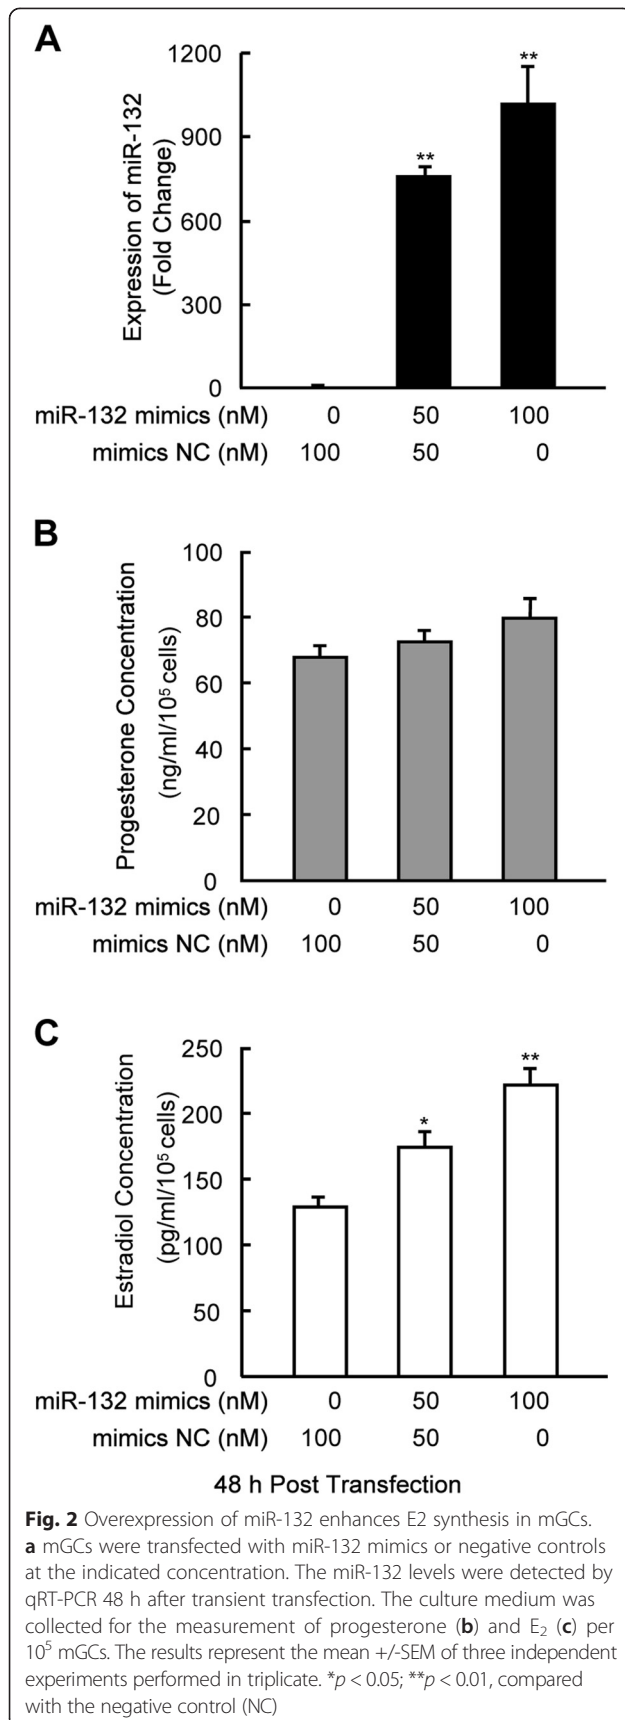 A
1200
900
600
300
0
Expression of miR-132
(Fold Change)
**
**
miR-132 mimics (nM) 0 50 100
mimics NC (nM) 100 50 0
B
100
80
60
40
20
0
Progesterone Concentration
(ng/ml/10⁵ cells)
miR-132 mimics (nM) 0 50 100
mimics NC (nM) 100 50 0
C
250
200
150
100
50
0
Estradiol Concentration
(pg/ml/10⁵ cells)
*
**
miR-132 mimics (nM) 0 50 100
mimics NC (nM) 100 50 0
48 h Post Transfection
Fig. 2 Overexpression of miR-132 enhances E2 synthesis in mGCs.
a mGCs were transfected with miR-132 mimics or negative controls
at the indicated concentration. The miR-132 levels were detected by
qRT-PCR 48 h after transient transfection. The culture medium was
collected for the measurement of progesterone (b) and E₂ (c) per
10⁵ mGCs. The results represent the mean +/-SEM of three independent
experiments performed in triplicate. *p < 0.05; **p < 0.01, compared
with the negative control (NC)